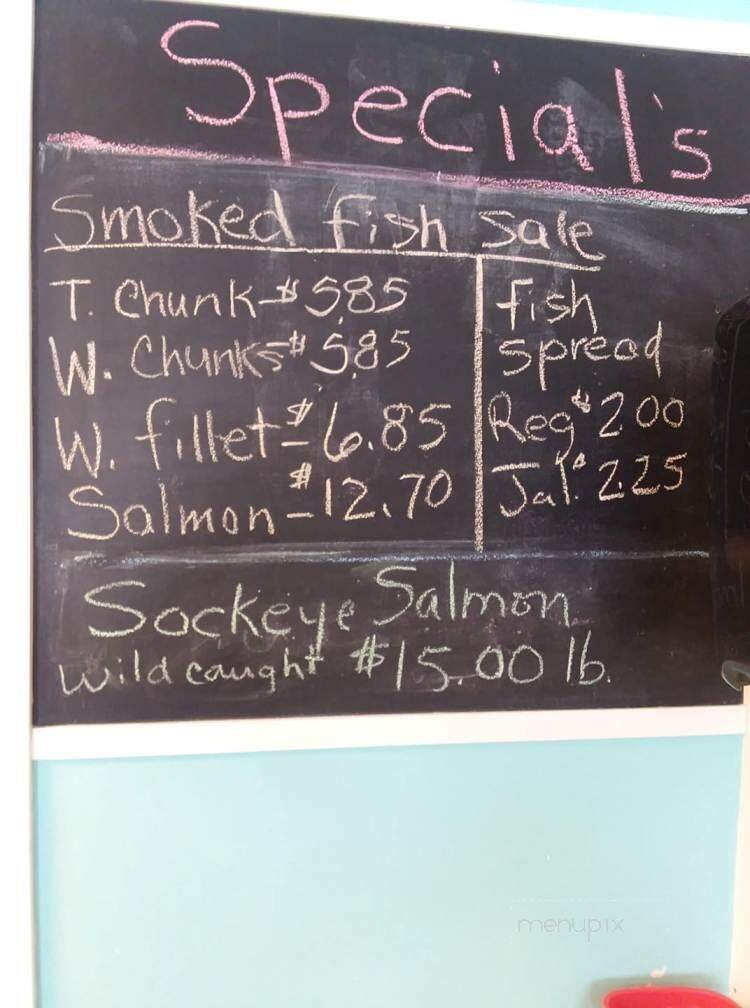 Special's
Smoked fish sale
T. Chunk-$5.85
W. Chunks$5.85
W. fillet-$6.85
Salmon-$12.70
fish
spread
Reg $2.00
Jal. $2.25
Sockeye Salmon
Wild caught $15.00 lb.
menupix